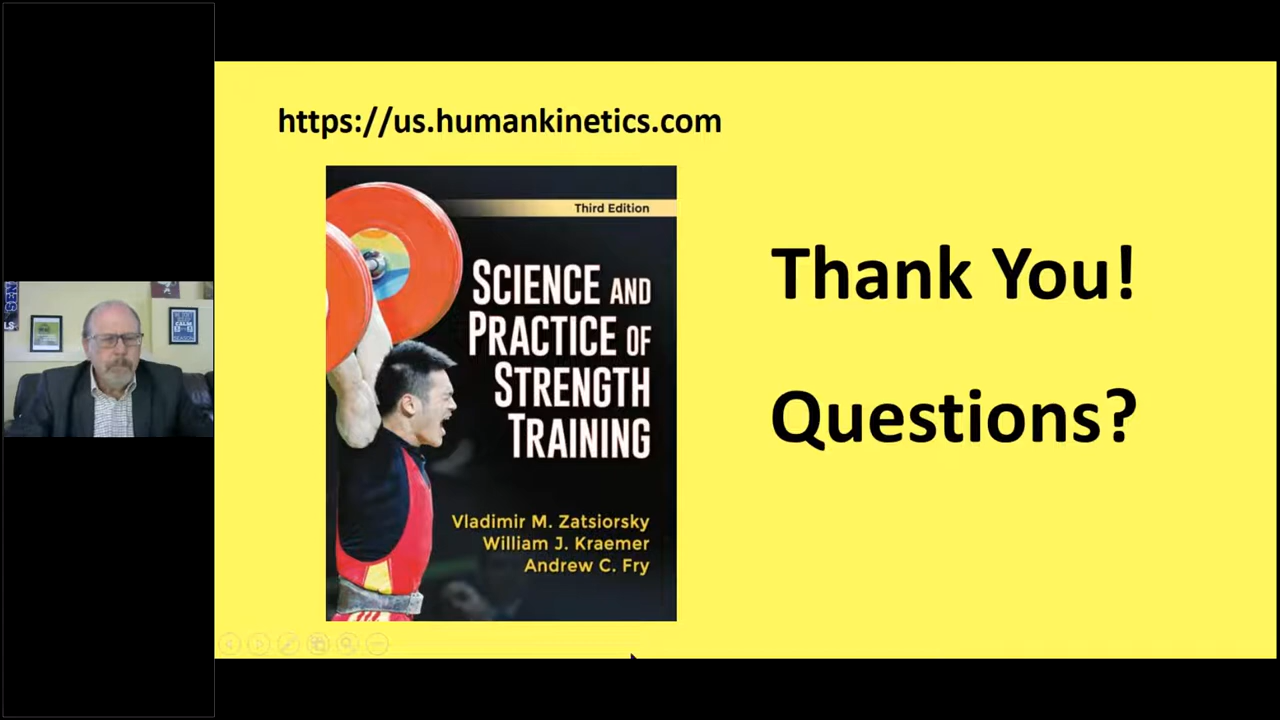 https://us.humankinetics.com
Third Edition
SCIENCE AND
PRACTICE OF
STRENGTH
TRAINING
Vladimir M. Zatsiorsky
William J. Kraemer
Andrew C. Fry
Thank You!
Questions?
CALM